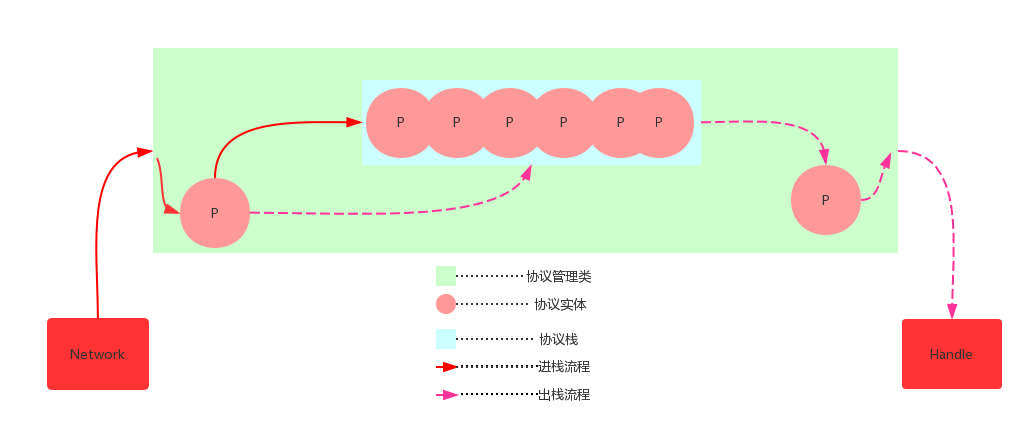 P P P P P P
P
P
协议管理类
协议实体
协议栈
Network
Handle
进栈流程
出栈流程